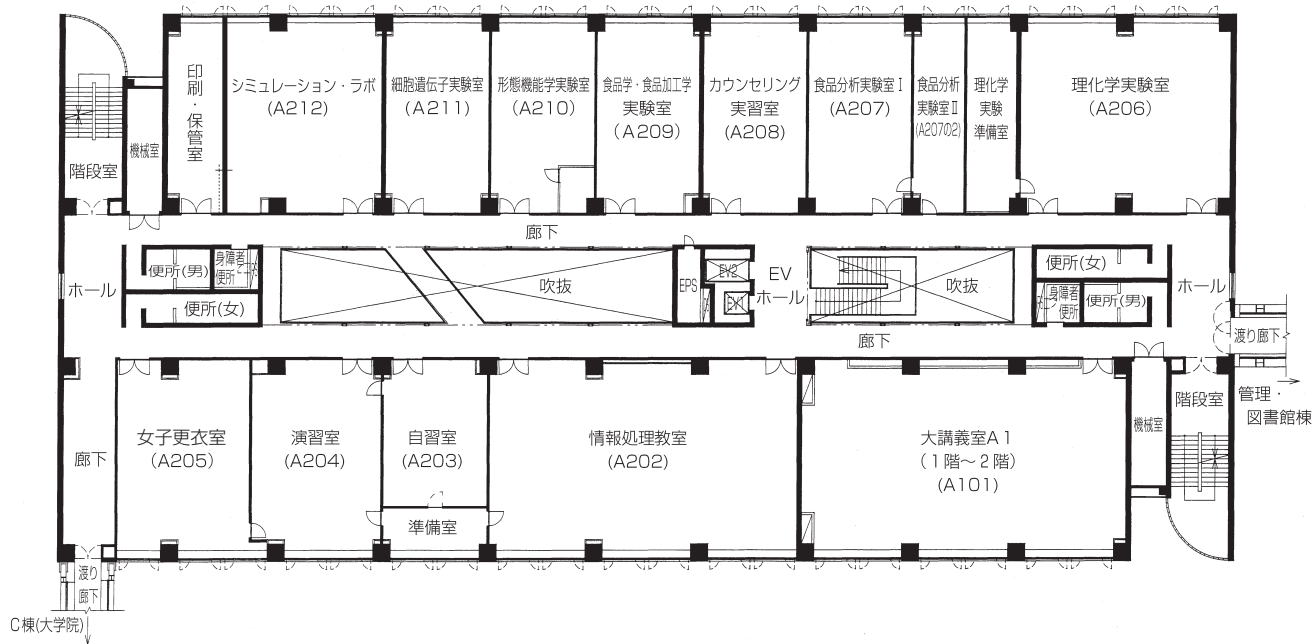 印刷・保管室
シミュレーション・ラボ
(A212)
細胞遺伝子実験室
(A211)
形態機能学実験室
(A210)
食品学・食品加工学
実験室
(A209)
カウンセリング
実習室
(A208)
食品分析実験室Ⅰ
(A207)
食品分析
実験室Ⅱ
(A207の2)
理化学
実験
準備室
理化学実験室
(A206)
機械室
階段室
廊下
ホール
便所(男)
身障者
便所
便所(女)
吹抜
EPS
EV2
EV1
EV
ホール
吹抜
便所(女)
身障者
便所
便所(男)
ホール
渡り廊下
廊下
管理・
図書館棟
廊下
女子更衣室
(A205)
演習室
(A204)
自習室
(A203)
準備室
情報処理教室
(A202)
大講義室A1
(1階~2階)
(A101)
機械室
階段室
渡り
廊下
C棟(大学院)